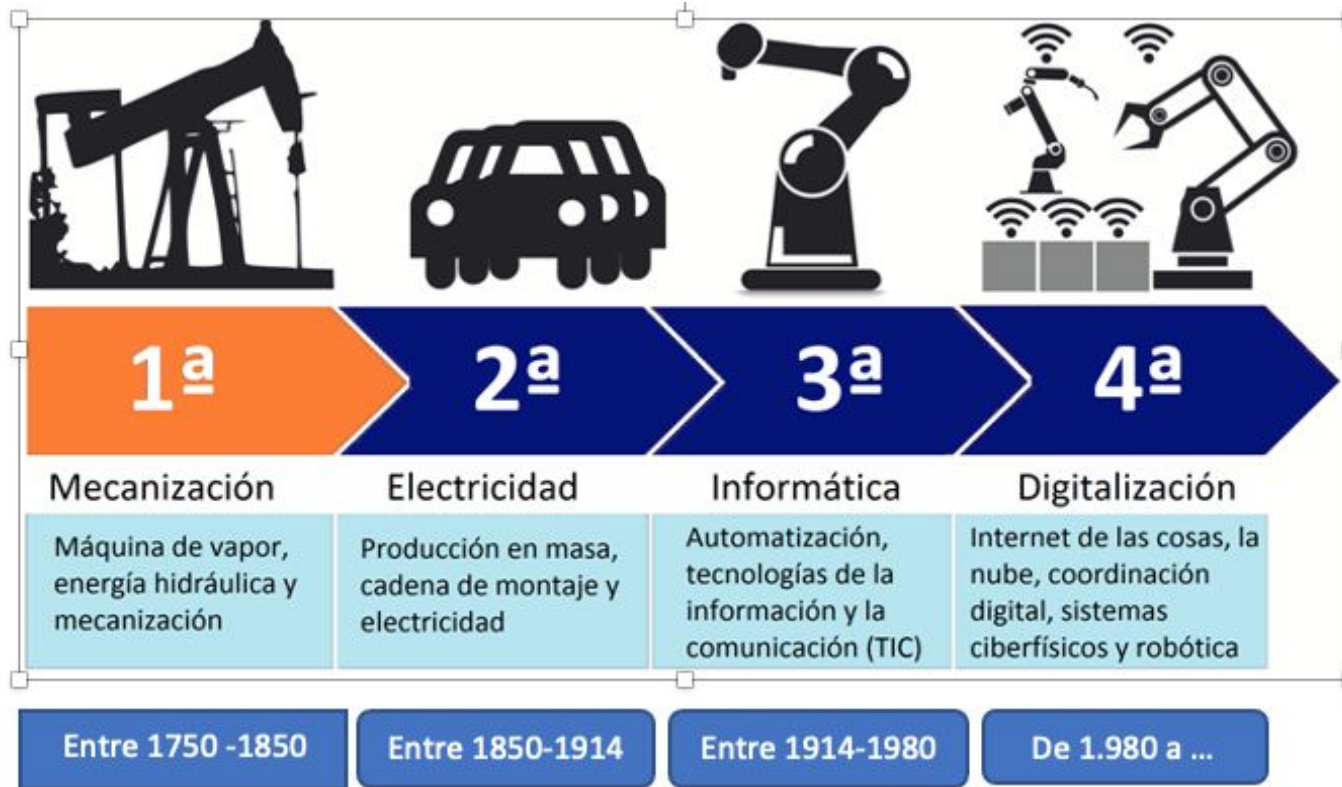 1ª
2ª
3ª
4ª
Mecanización
Electricidad
Informática
Digitalización
Máquina de vapor,
energía hidráulica y
mecanización
Producción en masa,
cadena de montaje y
electricidad
Automatización,
tecnologías de la
información y la
comunicación (TIC)
Internet de las cosas, la
nube, coordinación
digital, sistemas
ciberfísicos y robótica
Entre 1750 -1850
Entre 1850-1914
Entre 1914-1980
De 1.980 a ...